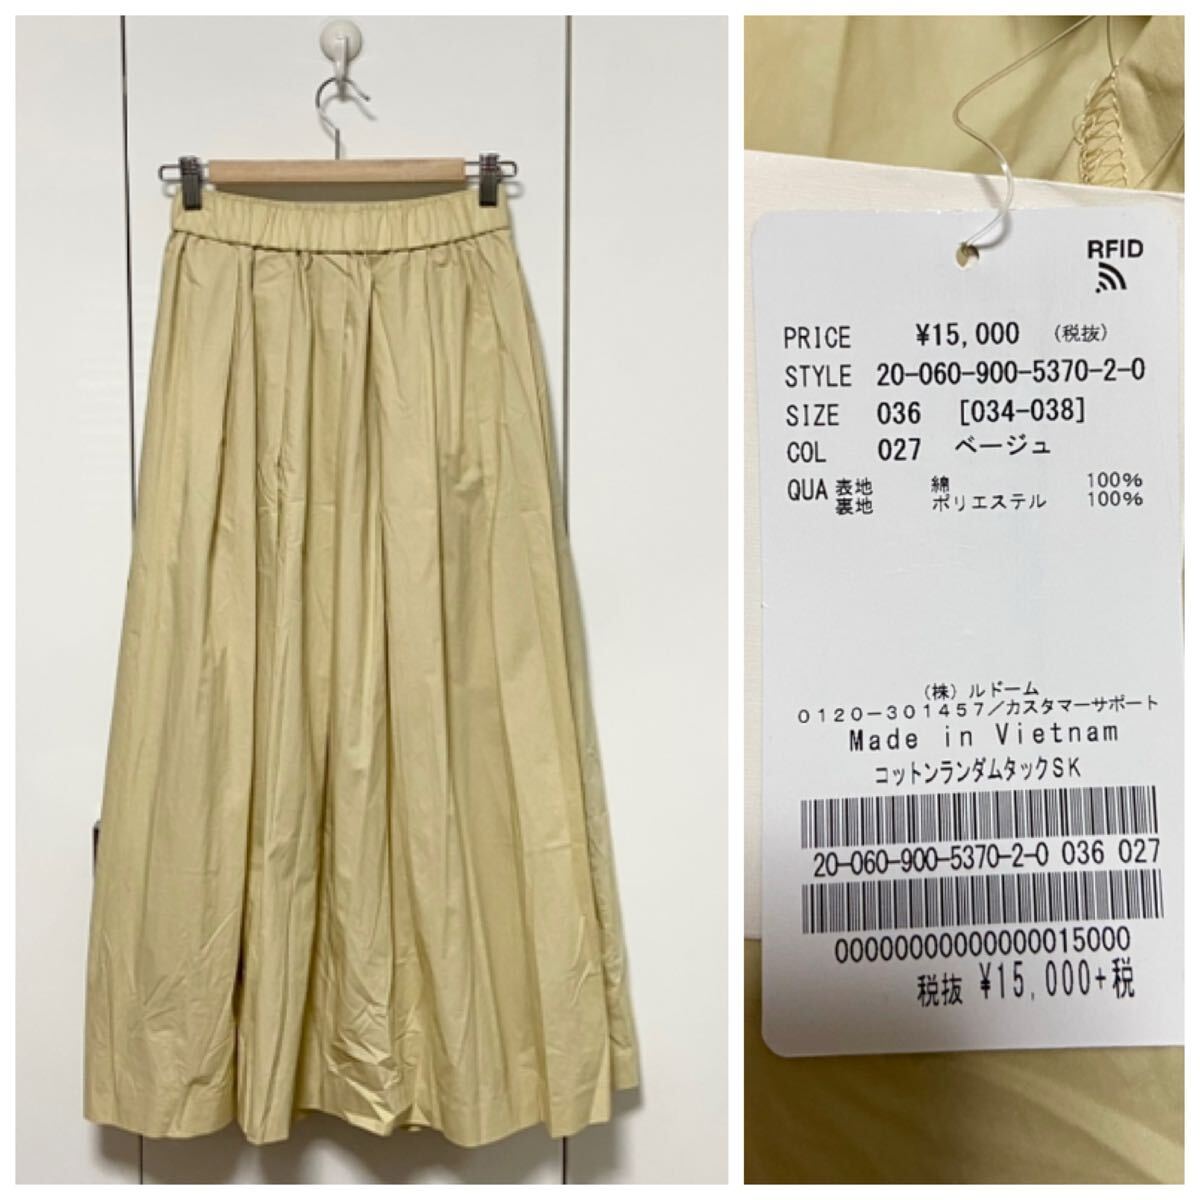 RFID
PRICE ¥15,000 (税抜)
STYLE 20-060-900-5370-2-0
SIZE 036 [034-038]
COL 027 ベージュ
QUA 表地 綿 100%
裏地 ポリエステル 100%
(株)ルドーム
0120-301457/カスタマーサポート
Made in Vietnam
コットンランダムタックSK
20-060-900-5370-2-0 036 027
00000000000000015000
税抜 ¥15,000+税